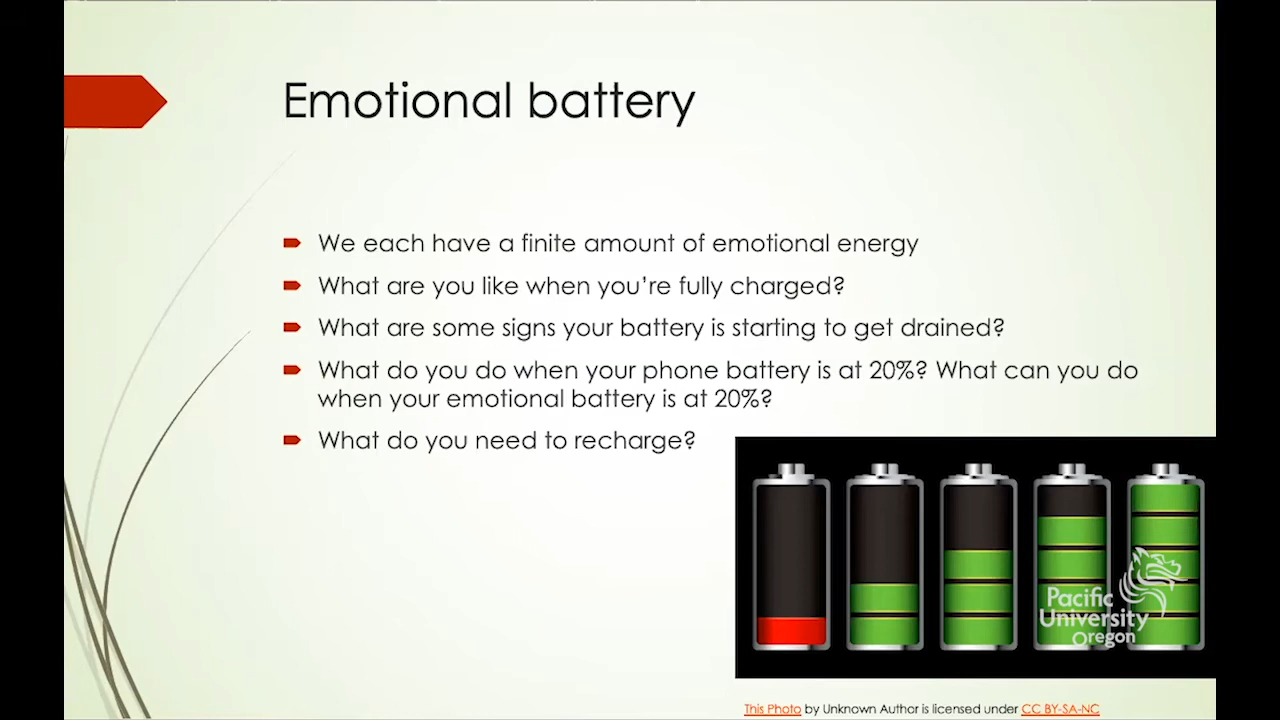 Emotional battery
We each have a finite amount of emotional energy
What are you like when you’re fully charged?
What are some signs your battery is starting to get drained?
What do you do when your phone battery is at 20%? What can you do
when your emotional battery is at 20%?
What do you need to recharge?
Pacific
University
Oregon
This Photo by Unknown Author is licensed under CC BY-SA-NC